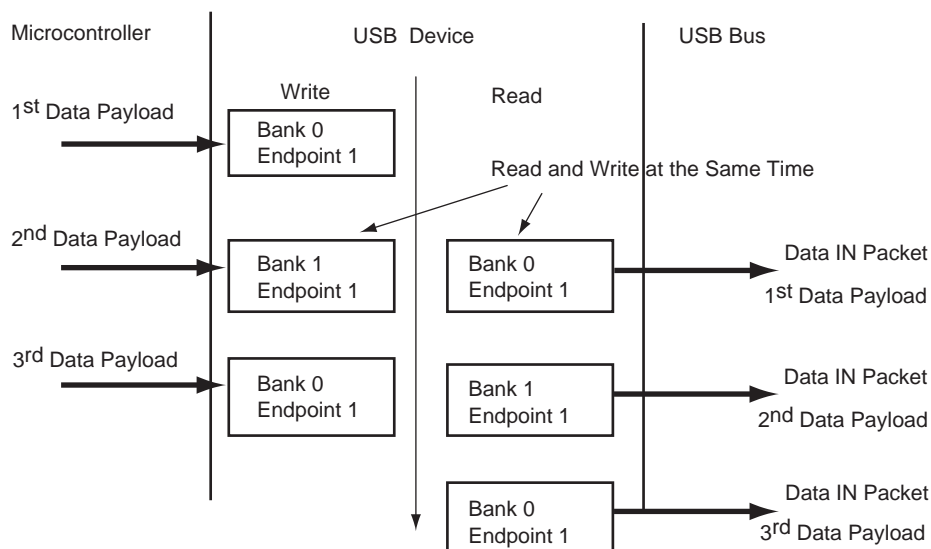 Microcontroller
USB Device
USB Bus
Write
Read
1st Data Payload
Bank 0
Endpoint 1
Read and Write at the Same Time
2nd Data Payload
Bank 1
Endpoint 1
Bank 0
Endpoint 1
Data IN Packet
1st Data Payload
3rd Data Payload
Bank 0
Endpoint 1
Bank 1
Endpoint 1
Data IN Packet
2nd Data Payload
Bank 0
Endpoint 1
Data IN Packet
3rd Data Payload